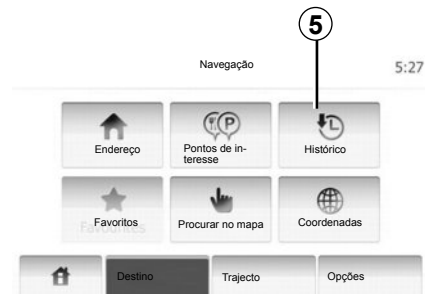 5
Navegação
5:27
Endereço
Pontos de in-
teresse
Histórico
Favoritos
Procurar no mapa
Coordenadas
Destino
Trajecto
Opções